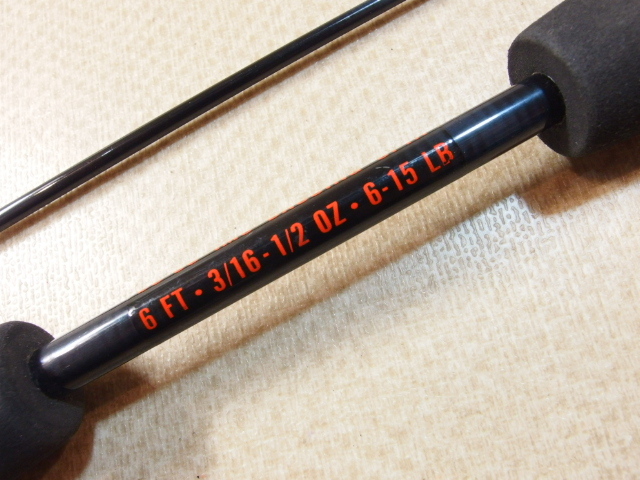 6 FT • 3/16-1/2 OZ • 6-15 LB